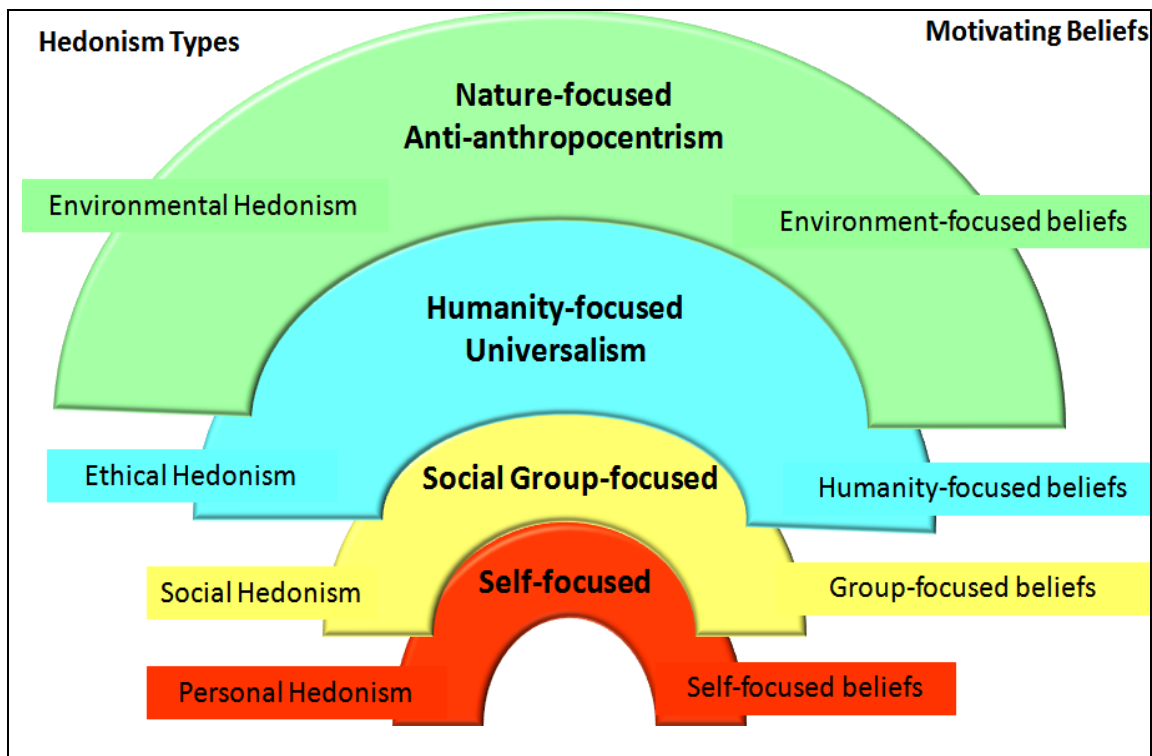 Hedonism Types
Motivating Beliefs
Nature-focused
Anti-anthropocentrism
Environmental Hedonism
Environment-focused beliefs
Humanity-focused
Universalism
Ethical Hedonism
Social Group-focused
Humanity-focused beliefs
Social Hedonism
Self-focused
Group-focused beliefs
Personal Hedonism
Self-focused beliefs